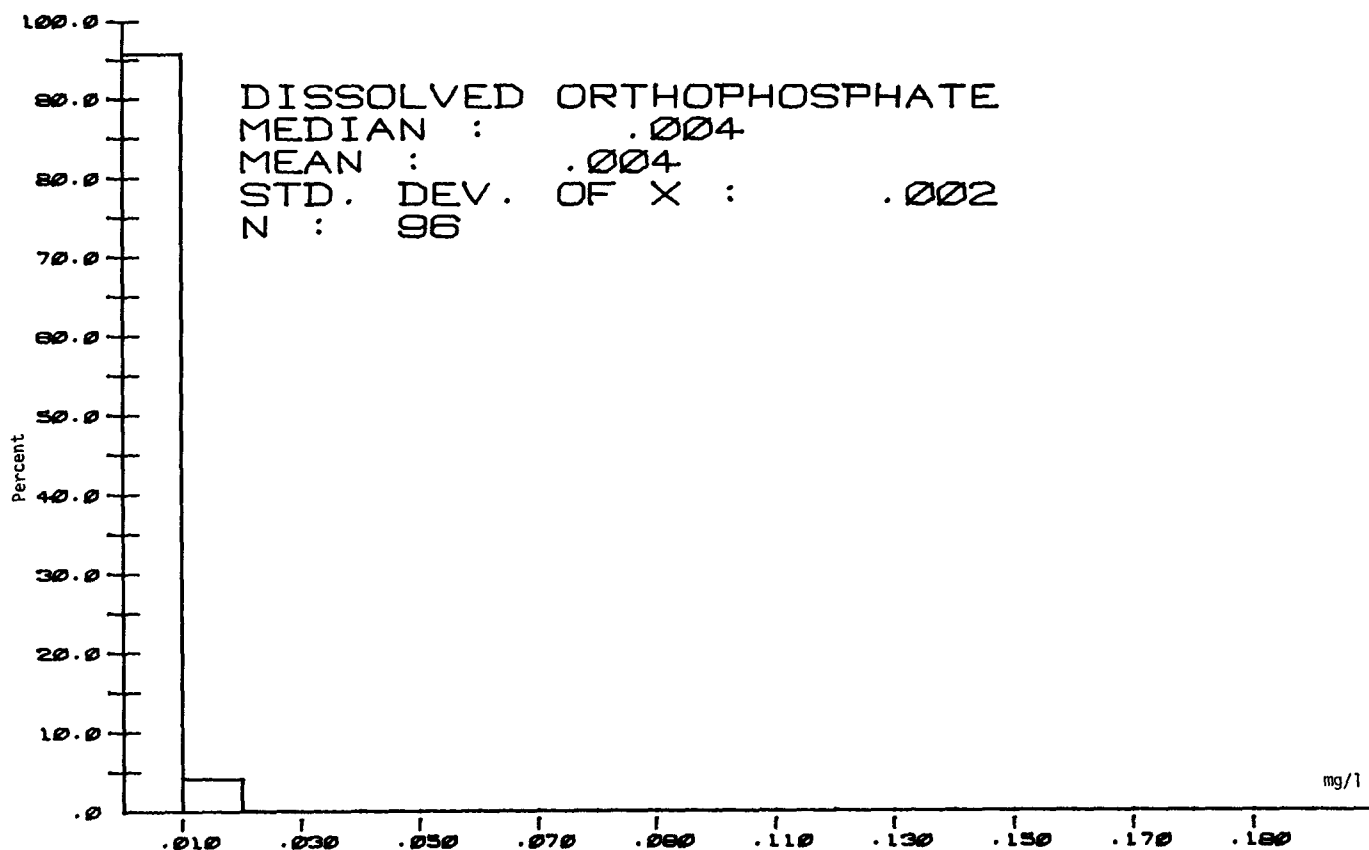 100.0
DISSOLVED ORTHOPHOSPHATE
90.0
MEDIAN : .004
MEAN : .004
80.0
STD. DEV. OF X : .002
N : 96
70.0
60.0
50.0
Percent
40.0
30.0
20.0
10.0
mg/l
.0
.010 .030 .050 .070 .090 .110 .130 .150 .170 .190